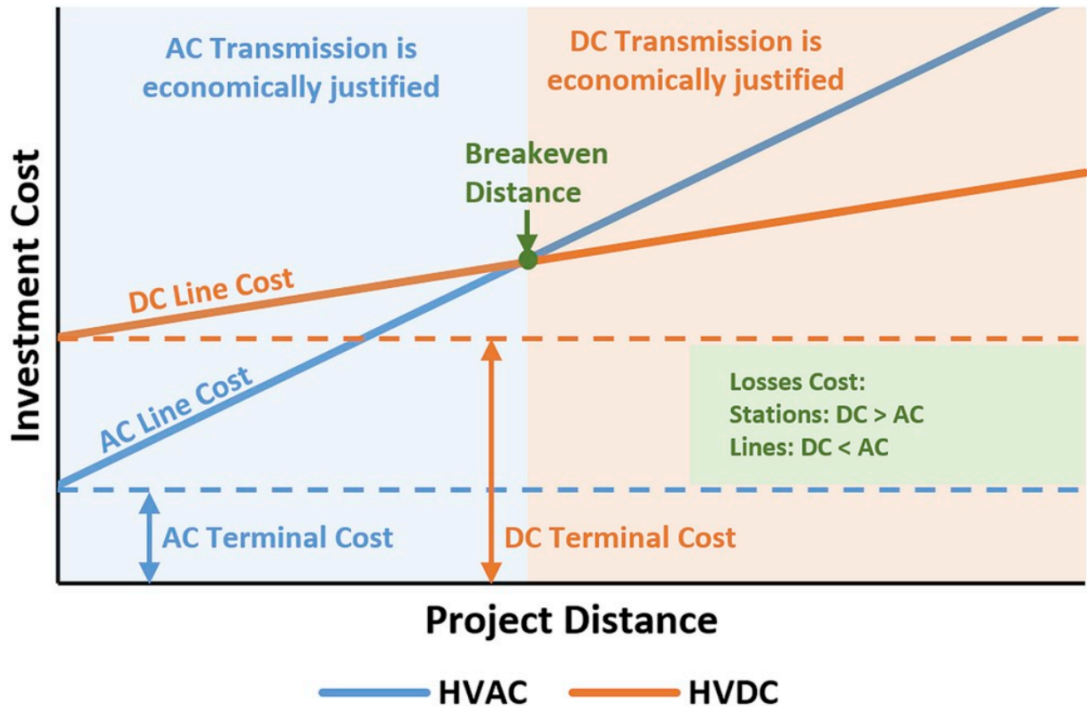 AC Transmission is
economically justified
DC Transmission is
economically justified
Breakeven
Distance
Investment Cost
DC Line Cost
AC Line Cost
Losses Cost:
Stations: DC > AC
Lines: DC < AC
AC Terminal Cost
DC Terminal Cost
Project Distance
HVAC
HVDC